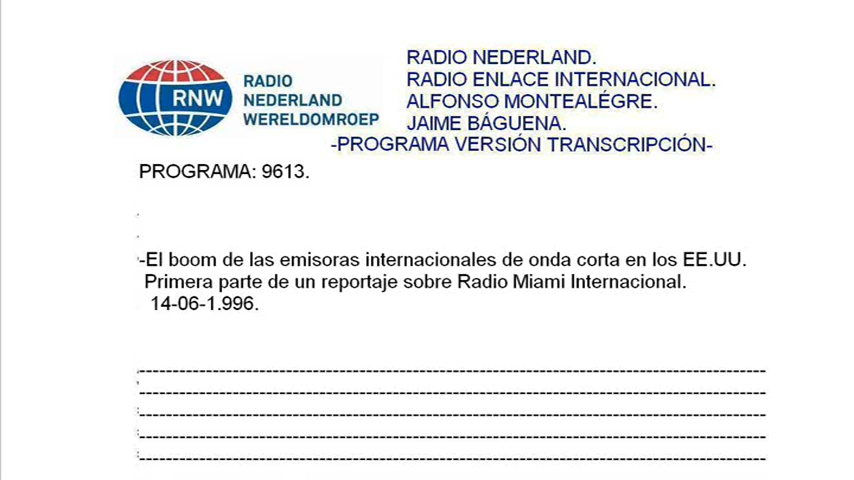 RNW
RADIO
NEDERLAND
WERELDOMROEP
RADIO NEDERLAND.
RADIO ENLACE INTERNACIONAL.
ALFONSO MONTEALÉGRE.
JAIME BÁGUENA.
-PROGRAMA VERSIÓN TRANSCRIPCIÓN-
PROGRAMA: 9613.
-El boom de las emisoras internacionales de onda corta en los EE.UU.
Primera parte de un reportaje sobre Radio Miami Internacional.
14-06-1.996.